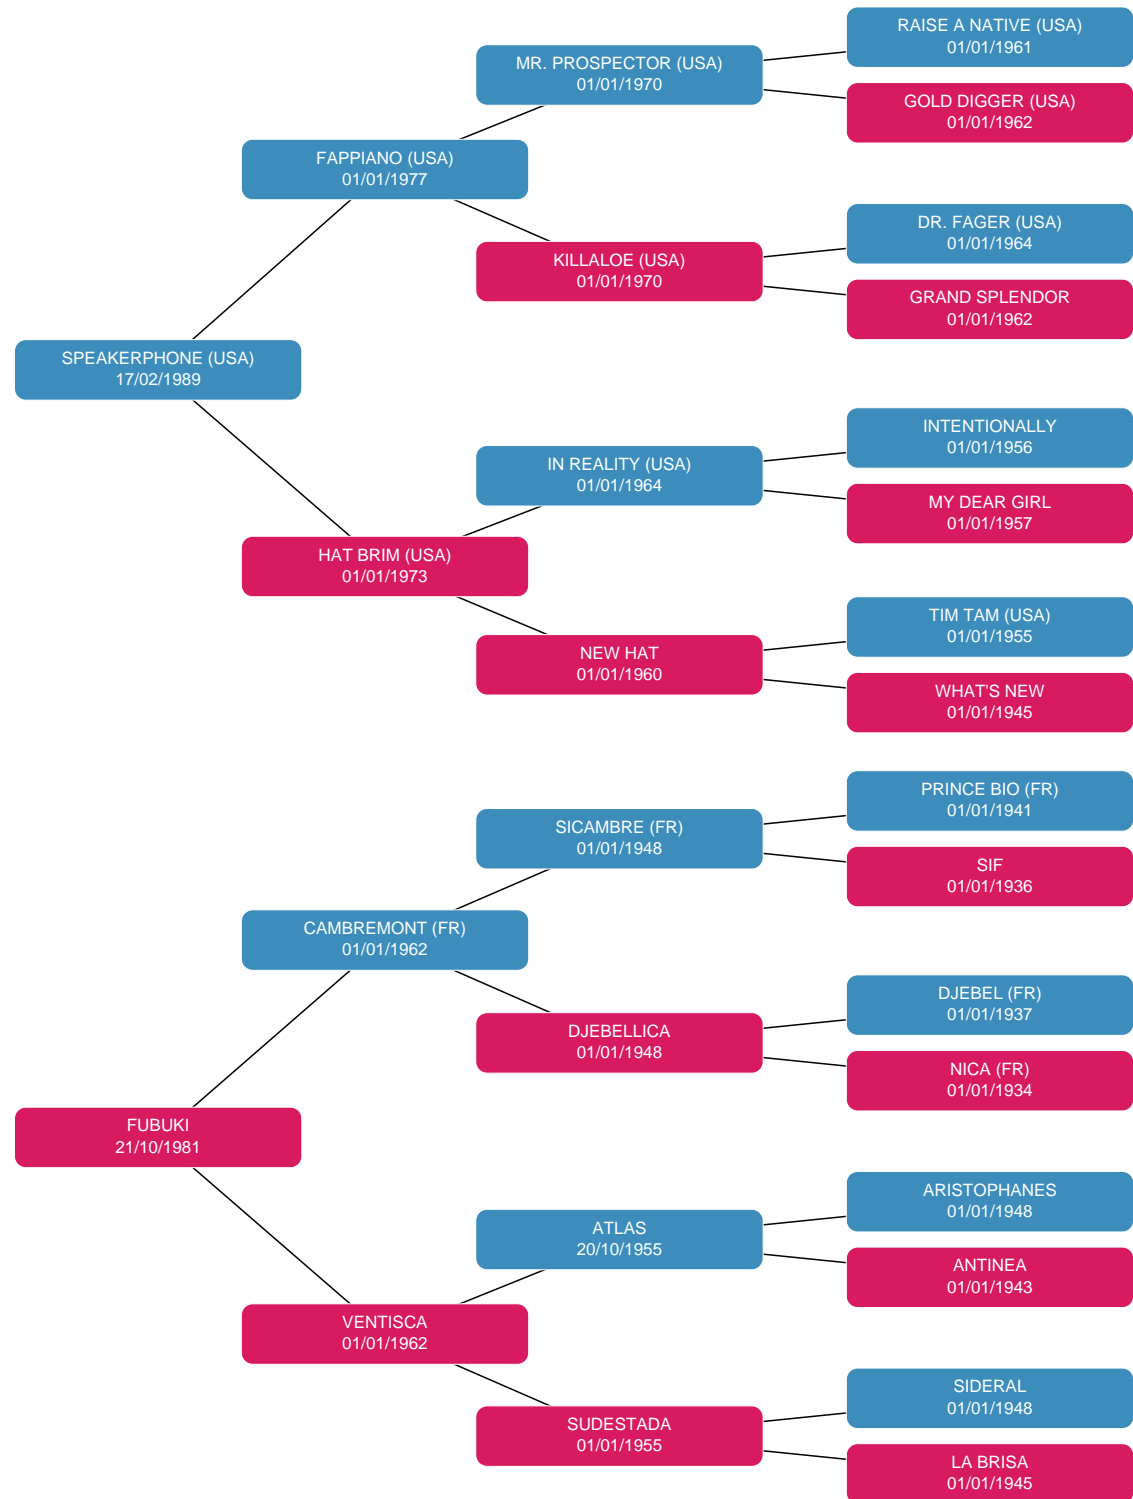 RAISE A NATIVE (USA)
01/01/1961
MR. PROSPECTOR (USA)
01/01/1970
GOLD DIGGER (USA)
01/01/1962
FAPPIANO (USA)
01/01/1977
DR. FAGER (USA)
01/01/1964
KILLALOE (USA)
01/01/1970
GRAND SPLENDOR
01/01/1962
SPEAKERPHONE (USA)
17/02/1989
INTENTIONALLY
01/01/1956
IN REALITY (USA)
01/01/1964
MY DEAR GIRL
01/01/1957
HAT BRIM (USA)
01/01/1973
TIM TAM (USA)
01/01/1955
NEW HAT
01/01/1960
WHAT'S NEW
01/01/1945
PRINCE BIO (FR)
01/01/1941
SICAMBRE (FR)
01/01/1948
SIF
01/01/1936
CAMBREMONT (FR)
01/01/1962
DJEBEL (FR)
01/01/1937
DJEBELLICA
01/01/1948
NICA (FR)
01/01/1934
FUBUKI
21/10/1981
ARISTOPHANES
01/01/1948
ATLAS
20/10/1955
ANTINEA
01/01/1943
VENTISCA
01/01/1962
SIDERAL
01/01/1948
SUDESTADA
01/01/1955
LA BRISA
01/01/1945